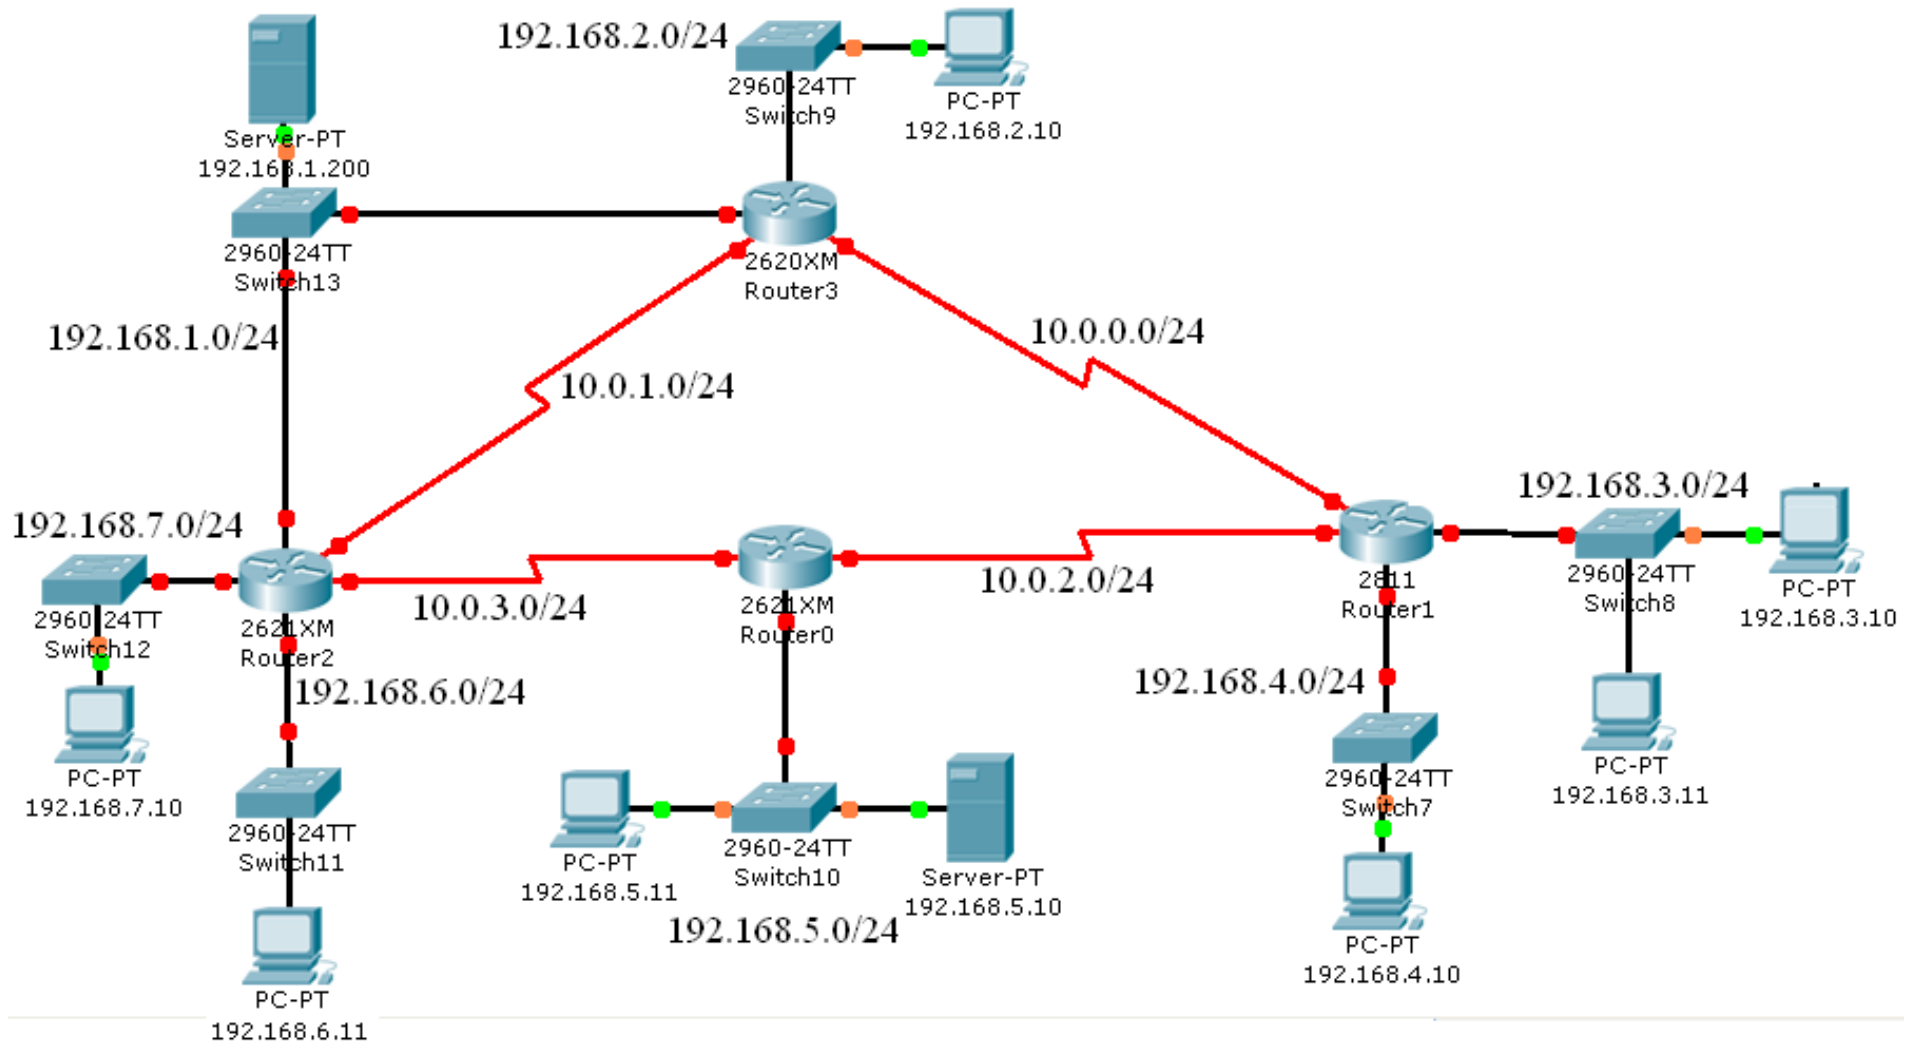 192.168.2.0/24
2960-24TT
Switch9
PC-PT
192.168.2.10
Server-PT
192.168.1.200
2960-24TT
Switch13
2620XM
Router3
192.168.1.0/24
10.0.1.0/24
10.0.0.0/24
192.168.7.0/24
2960-24TT
Switch12
PC-PT
192.168.7.10
2621XM
Router2
10.0.3.0/24
192.168.6.0/24
2960-24TT
Switch11
PC-PT
192.168.6.11
2621XM
Router0
10.0.2.0/24
PC-PT
192.168.5.11
2960-24TT
Switch10
Server-PT
192.168.5.10
192.168.5.0/24
2811
Router1
192.168.3.0/24
2960-24TT
Switch8
PC-PT
192.168.3.10
PC-PT
192.168.3.11
192.168.4.0/24
2960-24TT
Switch7
PC-PT
192.168.4.10